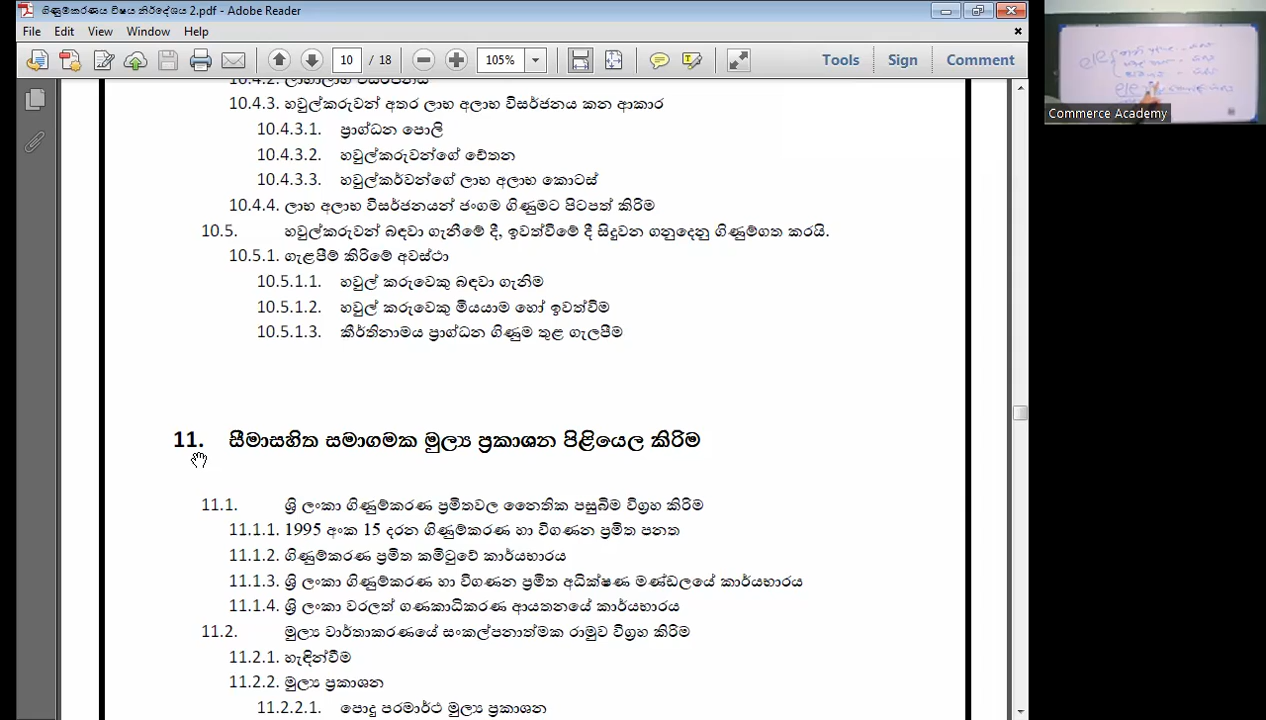 ගිණුම්කරණය විෂය නිර්දේශය 2.pdf - Adobe Reader
File Edit View Window Help
10 / 18 105% Tools Sign Comment
10.4.2. ලාභාලාභ විසර්ජනය
10.4.3. හවුල්කරුවන් අතර ලාභ අලාභ විසර්ජනය කන ආකාර
10.4.3.1. ප්‍රාග්ධන පොලි
10.4.3.2. හවුල්කරුවන්ගේ චේතන
10.4.3.3. හවුල්කර්වන්ගේ ලාභ අලාභ කොටස්
10.4.4. ලාභ අලාභ විසර්ජනයන් ජංගම ගිණුමට පිටපත් කිරිම
10.5. හවුල්කරුවන් බඳවා ගැනීමේ දී, ඉවත්වීමේ දී සිදුවන ගනුදෙනු ගිණුම්ගත කරයි.
10.5.1. ගැළපීම් කිරිමේ අවස්ථා
10.5.1.1. හවුල් කරුවෙකු බඳවා ගැනිම
10.5.1.2. හවුල් කරුවෙකු මියයාම හෝ ඉවත්විම
10.5.1.3. කීර්තිනාමය ප්‍රාග්ධන ගිණුම තුළ ගැලපීම
11. සීමාසහිත සමාගමක මුල්‍ය ප්‍රකාශන පිළියෙල කිරිම
11.1. ශ්‍රි ලංකා ගිණුම්කරණ ප්‍රමිතවල නෛතික පසුබිම විග්‍රහ කිරිම
11.1.1. 1995 අංක 15 දරන ගිණුම්කරණ හා විගණන ප්‍රමිත පනත
11.1.2. ගිණුම්කරණ ප්‍රමිත කමිටුවේ කාර්යභාරය
11.1.3. ශ්‍රි ලංකා ගිණුම්කරණ හා විගණන ප්‍රමිත අධික්ෂණ මණ්ඩලයේ කාර්යභාරය
11.1.4. ශ්‍රි ලංකා වරලත් ගණකාධිකරණ ආයතනයේ කාර්යභාරය
11.2. මුල්‍ය වාර්තාකරණයේ සංකල්පනාත්මක රාමුව විග්‍රහ කිරිම
11.2.1. හැඳින්වීම
11.2.2. මුල්‍ය ප්‍රකාශන
11.2.2.1. පොදු පරමාර්ථ මුල්‍ය ප්‍රකාශන
Commerce Academy